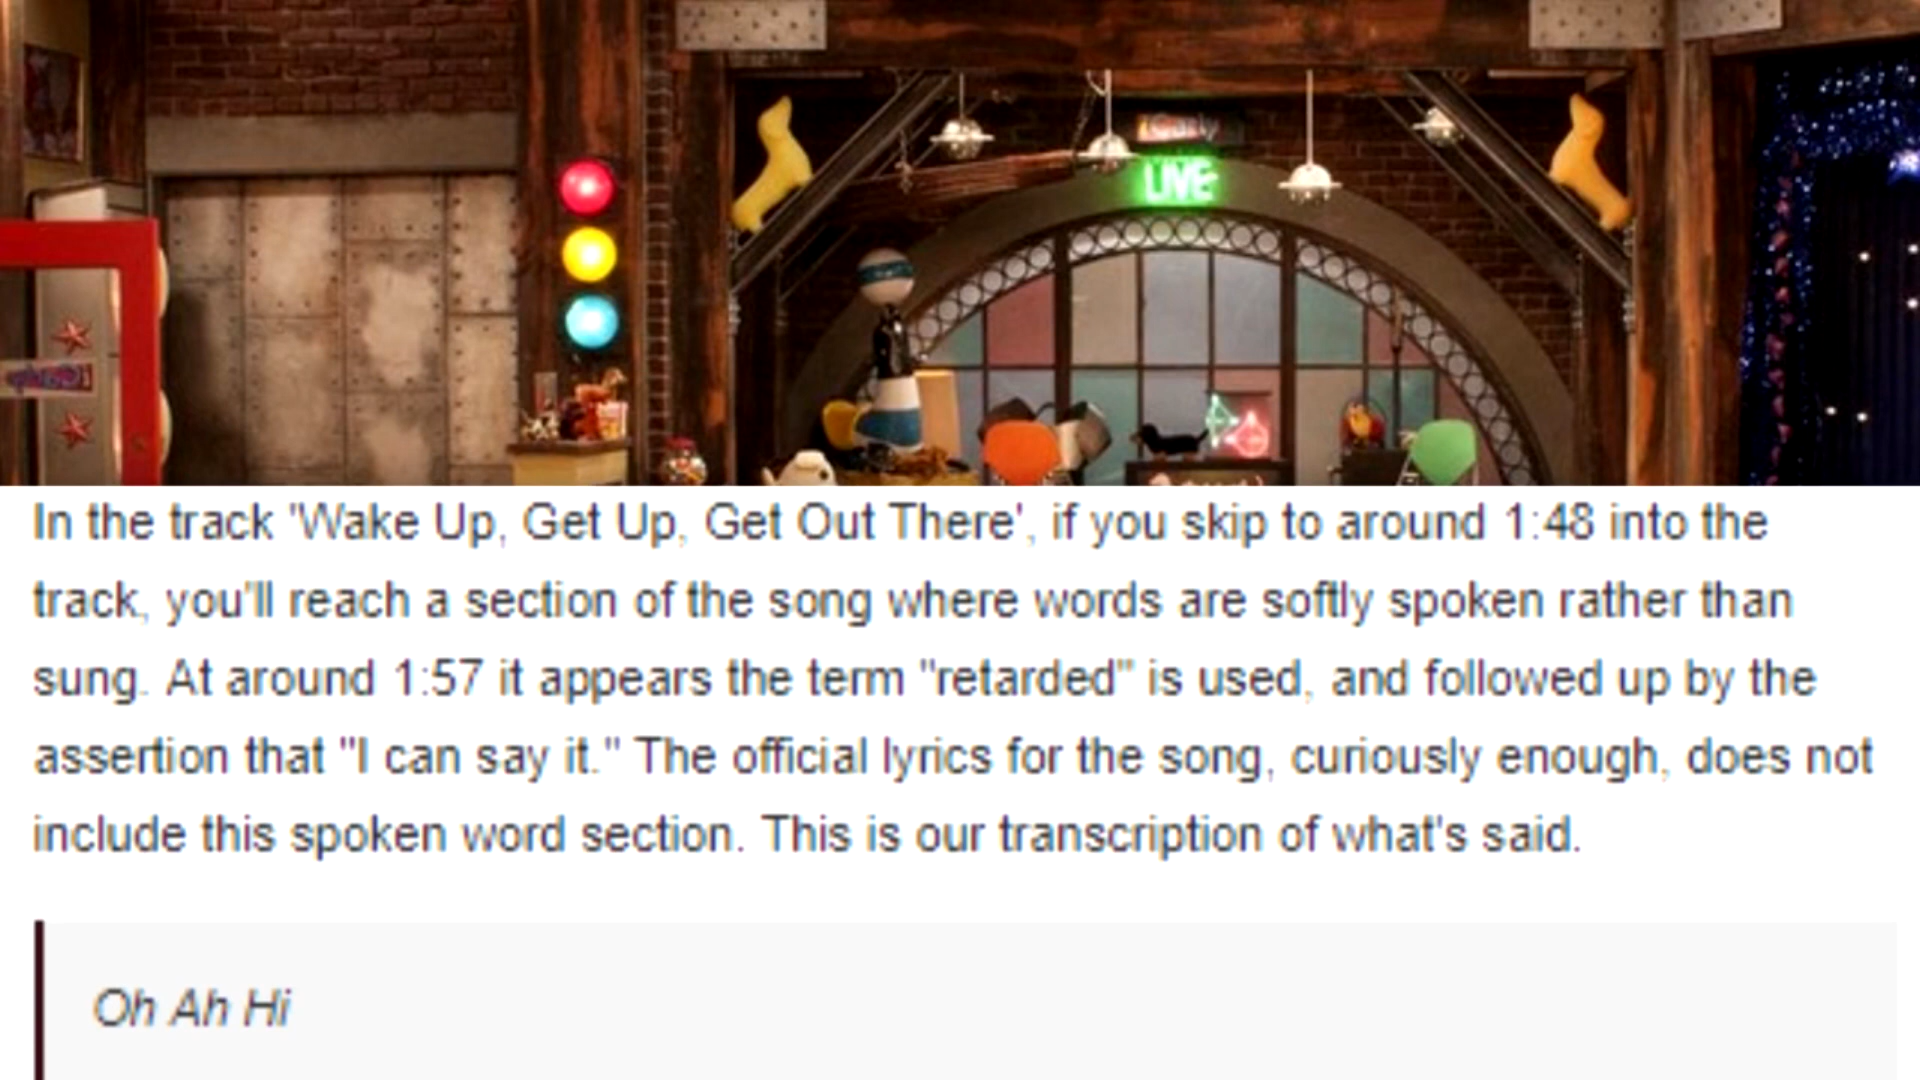 iCarly
LIVE
In the track 'Wake Up, Get Up, Get Out There', if you skip to around 1:48 into the
track, you'll reach a section of the song where words are softly spoken rather than
sung. At around 1:57 it appears the term "retarded" is used, and followed up by the
assertion that "I can say it." The official lyrics for the song, curiously enough, does not
include this spoken word section. This is our transcription of what's said.
Oh Ah Hi